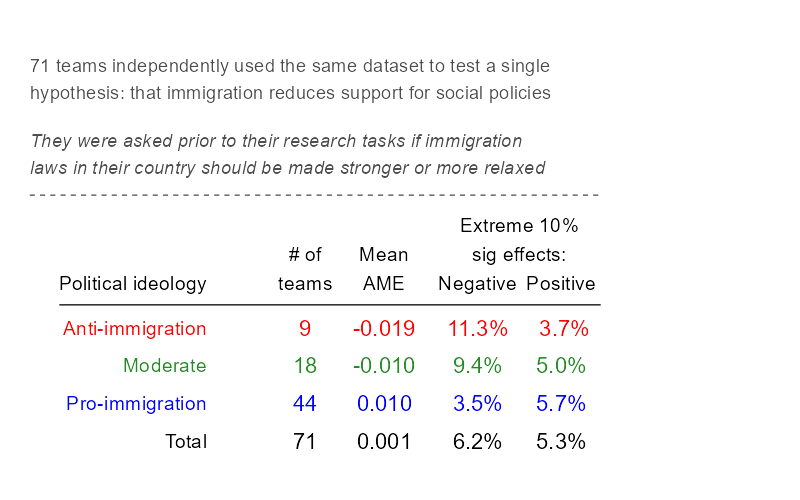 71 teams independently used the same dataset to test a single
hypothesis: that immigration reduces support for social policies
They were asked prior to their research tasks if immigration
laws in their country should be made stronger or more relaxed
Extreme 10%
# of Mean sig effects:
Political ideology teams AME Negative Positive
Anti-immigration 9 -0.019 11.3% 3.7%
Moderate 18 -0.010 9.4% 5.0%
Pro-immigration 44 0.010 3.5% 5.7%
Total 71 0.001 6.2% 5.3%